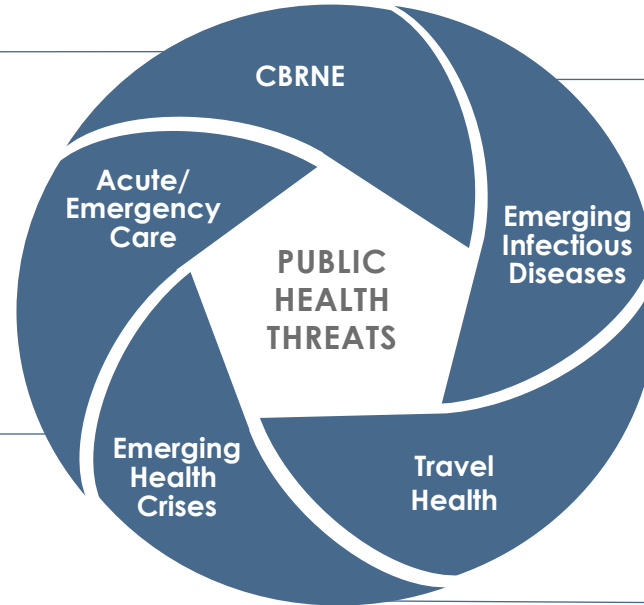 CBRNE
Acute/
Emergency
Care
Emerging
Infectious
Diseases
PUBLIC
HEALTH
THREATS
Emerging
Health
Crises
Travel
Health